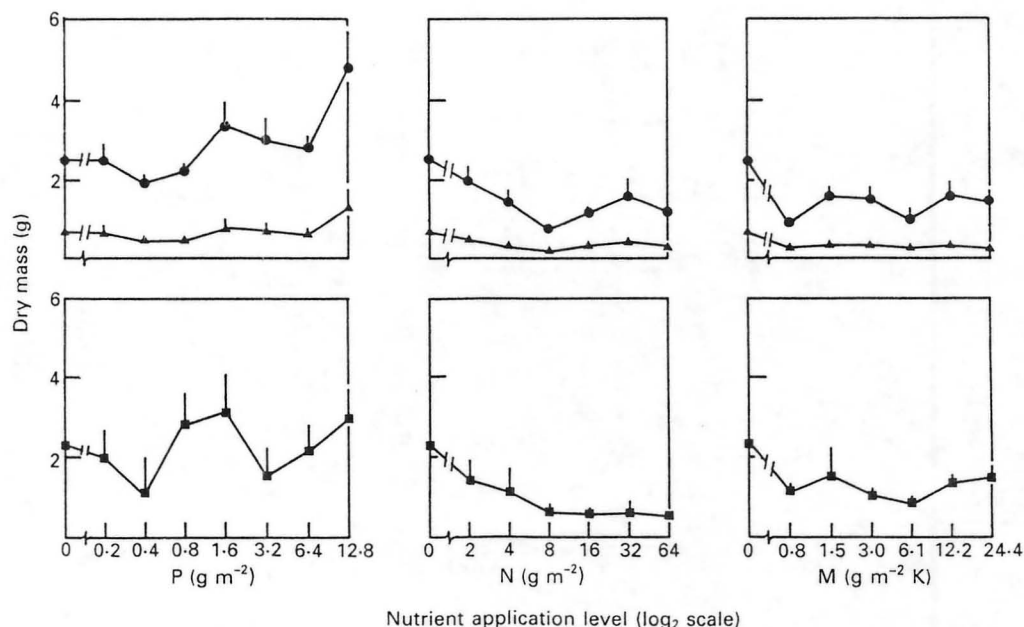 6
4
2
Dry mass (g)
6
4
2
0 0·2 0·4 0·8 1·6 3·2 6·4 12·8
P (g m⁻²)
0 2 4 8 16 32 64
N (g m⁻²)
0 0·8 1·5 3·0 6·1 12·2 24·4
M (g m⁻² K)
Nutrient application level (log₂ scale)